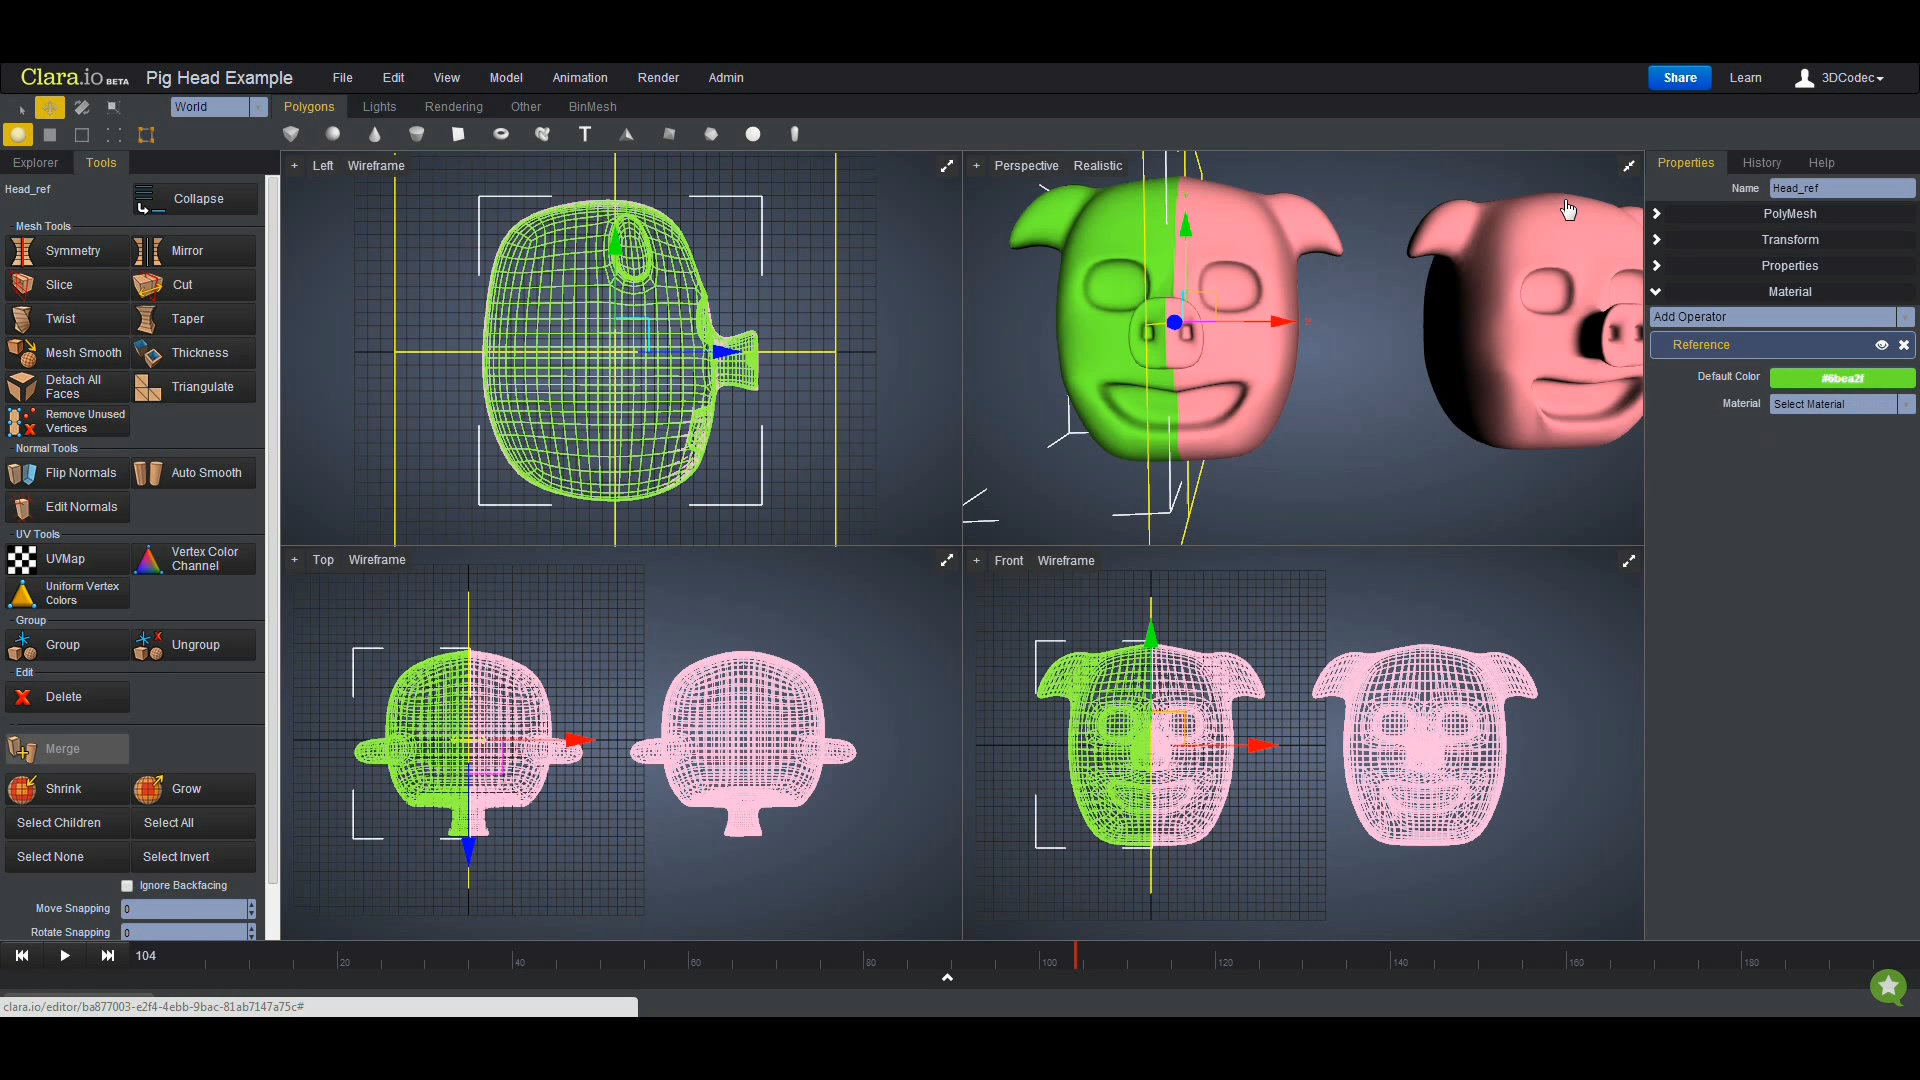 Clara.io BETA Pig Head Example File Edit View Model Animation Render Admin Share Learn 3DCodec
World Polygons Lights Rendering Other BinMesh
Explorer Tools
Head_ref Collapse
Mesh Tools
Symmetry Mirror
Slice Cut
Twist Taper
Mesh Smooth Thickness
Detach All Faces Triangulate
Remove Unused Vertices
Normal Tools
Flip Normals Auto Smooth
Edit Normals
UV Tools
UVMap Vertex Color Channel
Uniform Vertex Colors
Group
Group Ungroup
Edit
Delete
Merge
Shrink Grow
Select Children Select All
Select None Select Invert
Ignore Backfacing
Move Snapping 0
Rotate Snapping 0
+ Left Wireframe
+ Perspective Realistic
+ Top Wireframe
+ Front Wireframe
Properties History Help
Name Head_ref
PolyMesh
Transform
Properties
Material
Add Operator
Reference
Default Color #6bea2f
Material Select Material
104 20 40 60 80 100 120 140 160 180
clara.io/editor/ba877003-e2f4-4ebb-9bac-81ab7147a75c#